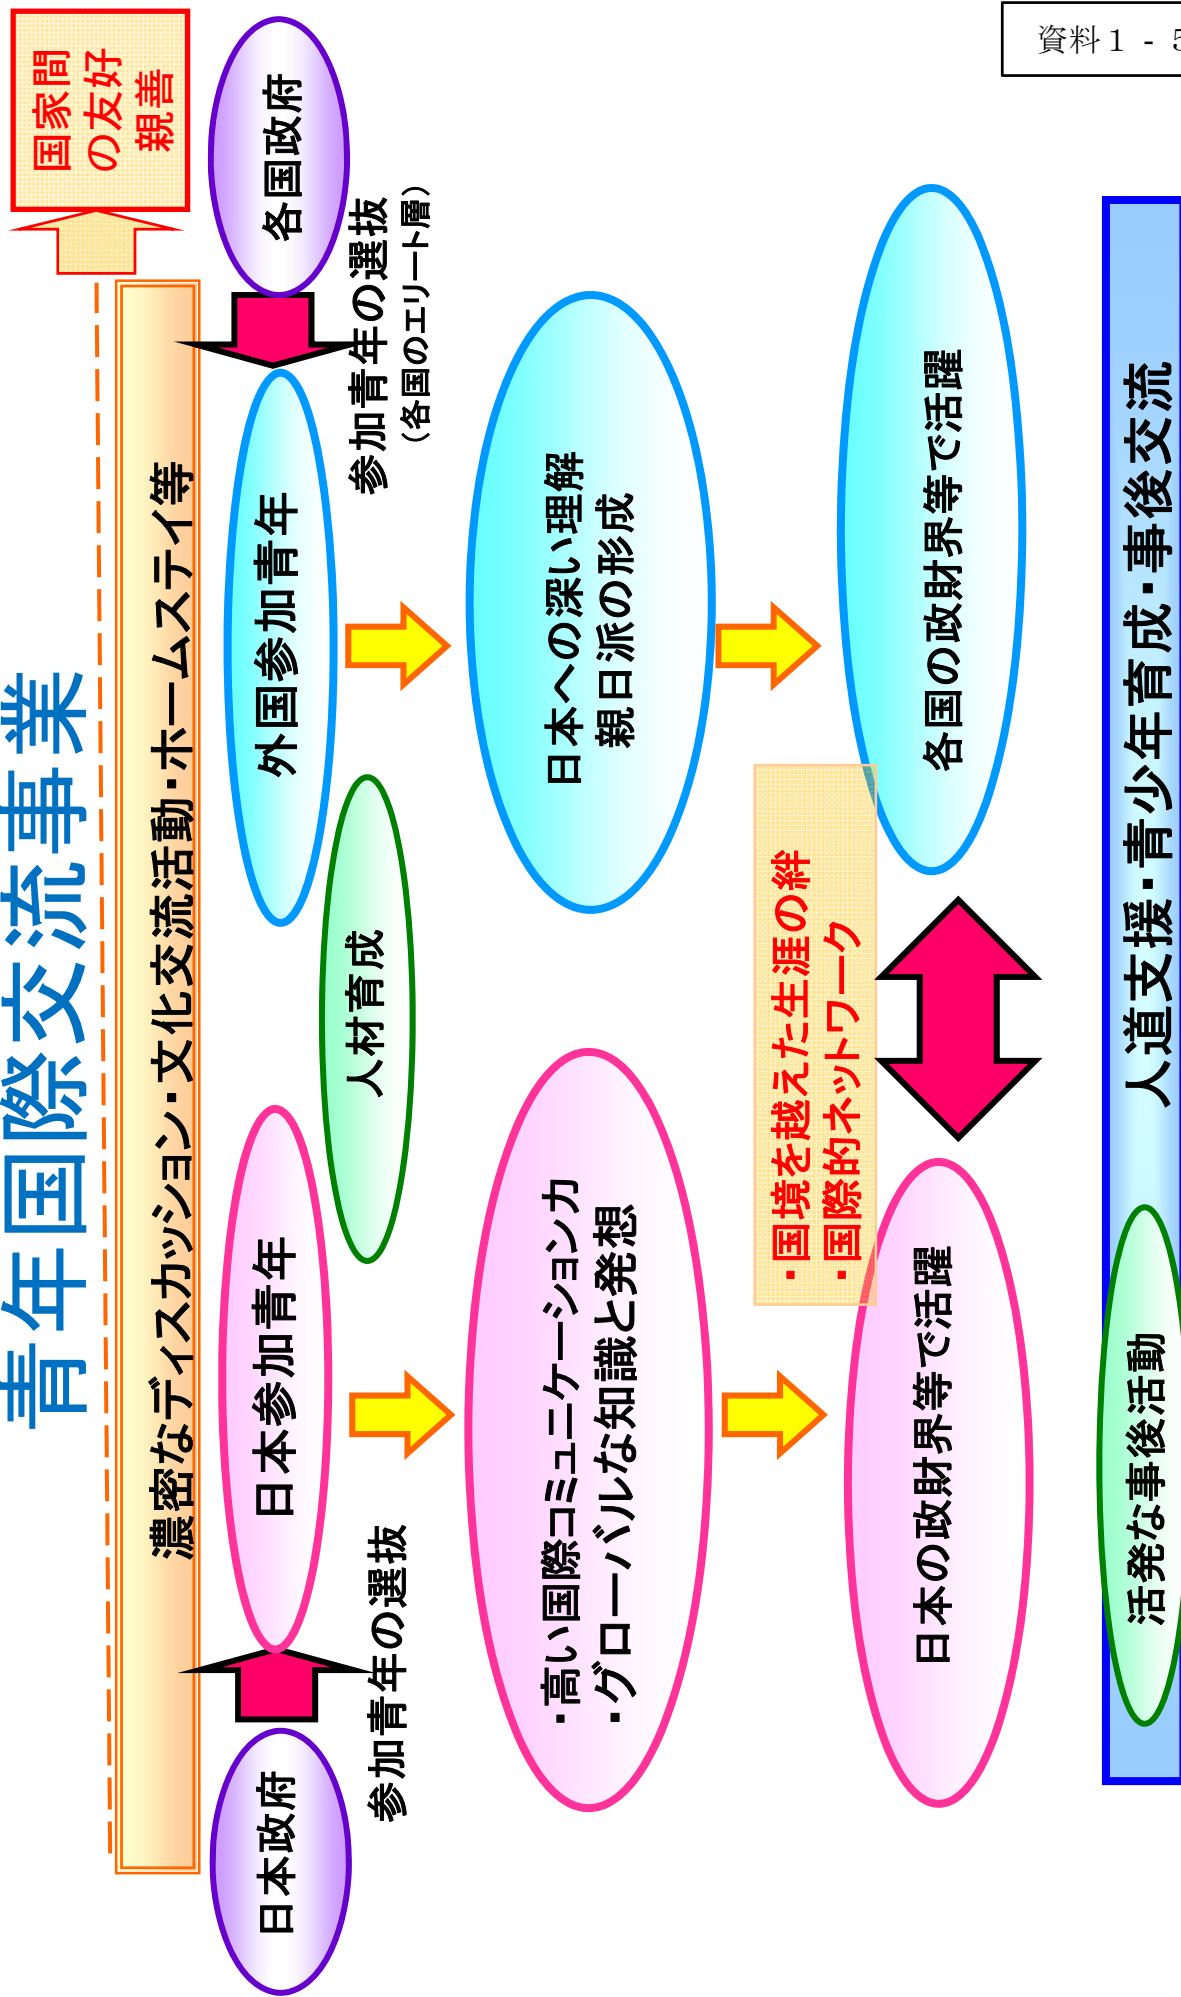 資料１－５
青年国際交流事業
国家間
の友好
親善
濃密なディスカッション・文化交流活動・ホームステイ等
日本政府
日本参加青年
外国参加青年
各国政府
参加青年の選抜
人材育成
参加青年の選抜
（各国のエリート層）
・高い国際コミュニケーション力
・グローバルな知識と発想
日本への深い理解
親日派の形成
・国境を越えた生涯の絆
・国際的ネットワーク
日本の政財界等で活躍
各国の政財界等で活躍
活発な事後活動
人道支援・青少年育成・事後交流